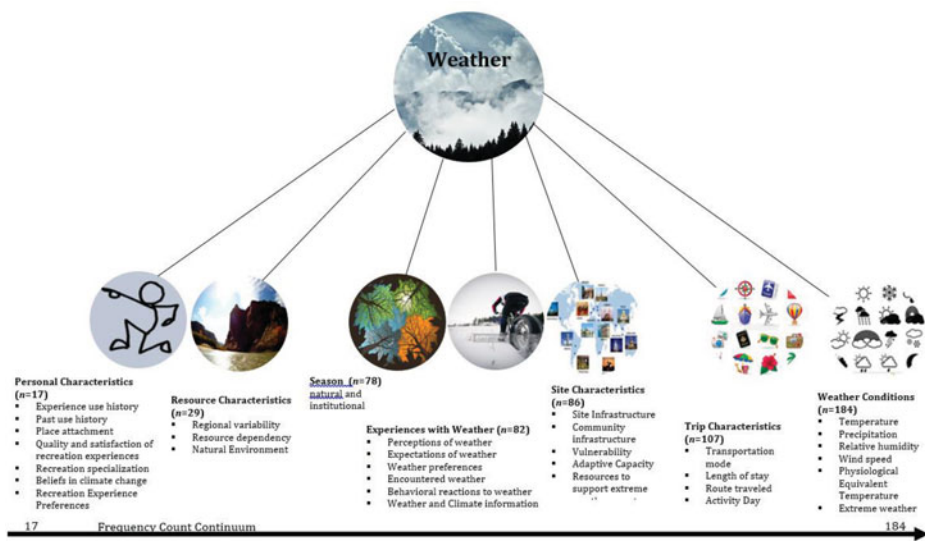 Weather
Personal Characteristics
(n=17)
▪ Experience use history
▪ Past use history
▪ Place attachment
▪ Quality and satisfaction of
recreation experiences
▪ Recreation specialization
▪ Beliefs in climate change
▪ Recreation Experience
Preferences
Resource Characteristics
(n=29)
▪ Regional variability
▪ Resource dependency
▪ Natural Environment
Season (n=78)
natural and
institutional
Experiences with Weather (n=82)
▪ Perceptions of weather
▪ Expectations of weather
▪ Weather preferences
▪ Encountered weather
▪ Behavioral reactions to weather
▪ Weather and Climate information
Site Characteristics
(n=86)
▪ Site Infrastructure
▪ Community
infrastructure
▪ Vulnerability
▪ Adaptive Capacity
▪ Resources to
support extreme
Trip Characteristics
(n=107)
▪ Transportation
mode
▪ Length of stay
▪ Route traveled
▪ Activity Day
Weather Conditions
(n=184)
▪ Temperature
▪ Precipitation
▪ Relative humidity
▪ Wind speed
▪ Physiological
Equivalent
Temperature
▪ Extreme weather
17 Frequency Count Continuum 184